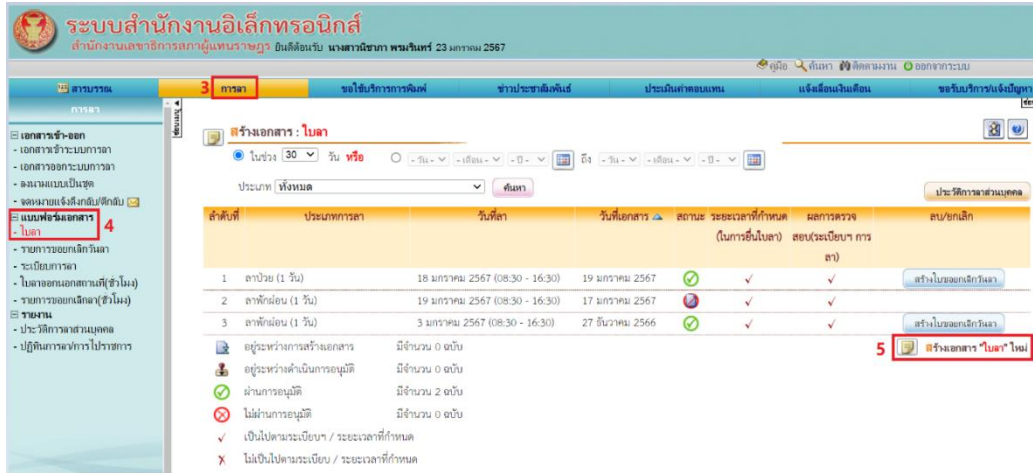 ระบบสำนักงานอิเล็กทรอนิกส์
สำนักงานเลขาธิการสภาผู้แทนราษฎร ยินดีต้อนรับ นางสาวนิชาภา พรมรินทร์ 23 มกราคม 2567
คู่มือ ค้นหา ติดตามงาน ออกจากระบบ
สารบรรณ 3 การลา ขอใช้บริการการพิมพ์ ข่าวประชาสัมพันธ์ ประเมินค่าตอบแทน แจ้งเลื่อนเงินเดือน ขอรับบริการ/แจ้งปัญหา
การลา
ซ่อนเมนู
เอกสารเข้า-ออก
- เอกสารเข้าระบบการลา
- เอกสารออกระบบการลา
- ลงนามแบบเป็นชุด
- จดหมายแจ้งดึงกลับ/ตีกลับ
แบบฟอร์มเอกสาร 4
- ใบลา
- รายการขอยกเลิกวันลา
- ระเบียบการลา
- ใบลาออกนอกสถานที่(ชั่วโมง)
- รายการขอยกเลิกลา(ชั่วโมง)
รายงาน
- ประวัติการลาส่วนบุคคล
- ปฏิทินการลา/การไปราชการ
สร้างเอกสาร : ใบลา
ในช่วง 30 วัน หรือ - วัน - - เดือน - - ปี - ถึง - วัน - - เดือน - - ปี -
ประเภท ทั้งหมด ค้นหา
ประวัติการลาส่วนบุคคล
ลำดับที่ ประเภทการลา วันที่ลา วันที่เอกสาร สถานะ ระยะเวลาที่กำหนด ผลการตรวจ ลบ/ยกเลิก
(ในการยื่นใบลา) สอบ(ระเบียบฯ การ
ลา)
1 ลาป่วย (1 วัน) 18 มกราคม 2567 (08:30 - 16:30) 19 มกราคม 2567 สร้างใบขอยกเลิกวันลา
2 ลาพักผ่อน (1 วัน) 19 มกราคม 2567 (08:30 - 16:30) 17 มกราคม 2567
3 ลาพักผ่อน (1 วัน) 3 มกราคม 2567 (08:30 - 16:30) 27 ธันวาคม 2566 สร้างใบขอยกเลิกวันลา
5 สร้างเอกสาร "ใบลา" ใหม่
อยู่ระหว่างการสร้างเอกสาร มีจำนวน 0 ฉบับ
อยู่ระหว่างดำเนินการอนุมัติ มีจำนวน 0 ฉบับ
ผ่านการอนุมัติ มีจำนวน 2 ฉบับ
ไม่ผ่านการอนุมัติ มีจำนวน 0 ฉบับ
เป็นไปตามระเบียบฯ / ระยะเวลาที่กำหนด
ไม่เป็นไปตามระเบียบ / ระยะเวลาที่กำหนด